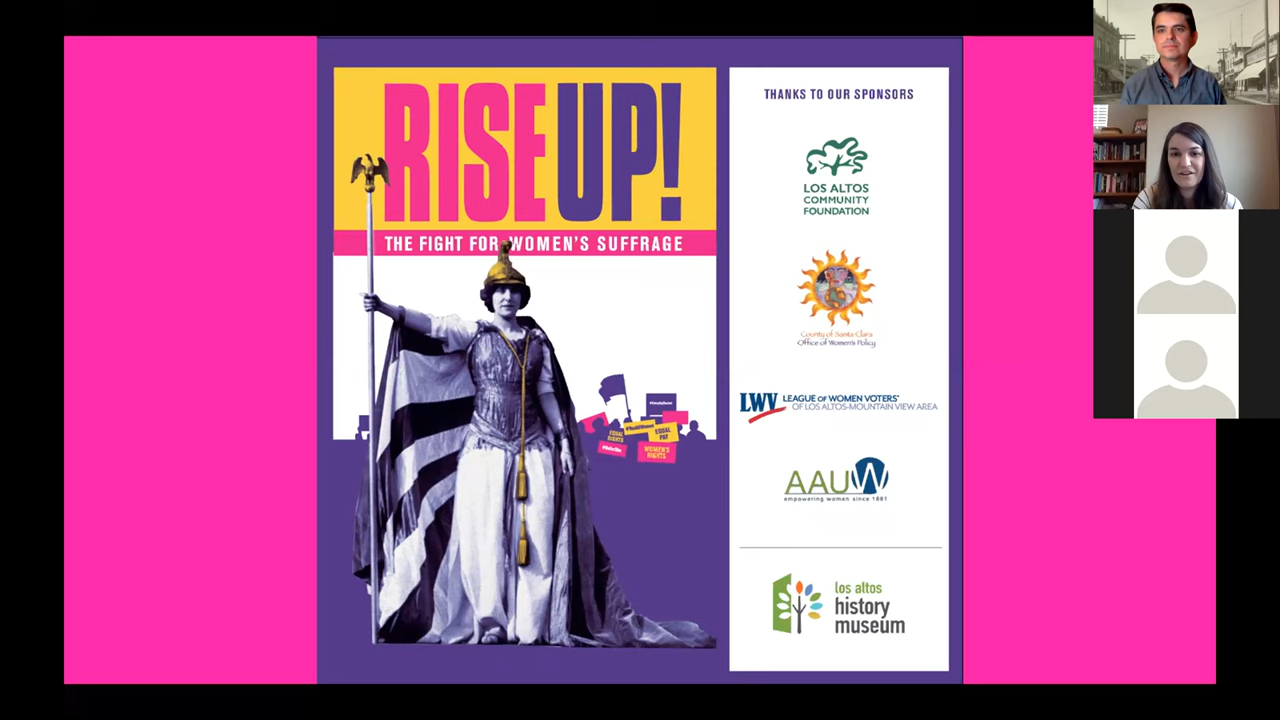 RISE UP!
THE FIGHT FOR WOMEN'S SUFFRAGE
EQUAL
RIGHTS
EQUAL
PAY
WOMEN'S
RIGHTS
THANKS TO OUR SPONSORS
LOS ALTOS
COMMUNITY
FOUNDATION
County of Santa Clara
Office of Women's Policy
LWV LEAGUE OF WOMEN VOTERS®
OF LOS ALTOS-MOUNTAIN VIEW AREA
AAUW
empowering women since 1881
los altos
history
museum